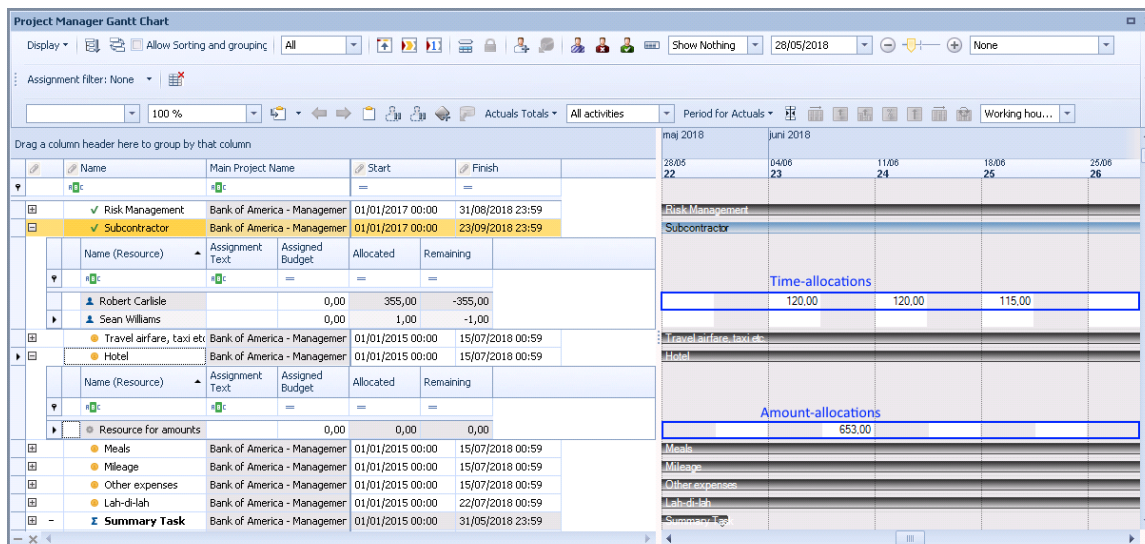 Project Manager Gantt Chart
Display Allow Sorting and grouping All Show Nothing 28/05/2018 None
Assignment filter: None
100 % Actuals Totals All activities Period for Actuals Working hou...
Drag a column header here to group by that column maj 2018 juni 2018
Name Main Project Name Start Finish 28/05 04/06 11/06 18/06 25/06
22 23 24 25 26
Risk Management Bank of America - Managemer 01/01/2017 00:00 31/08/2018 23:59 Risk Management
Subcontractor Bank of America - Managemer 01/01/2017 00:00 23/09/2018 23:59 Subcontractor
Name (Resource) Assignment Text Assigned Budget Allocated Remaining
Time-allocations
Robert Carlisle 0,00 355,00 -355,00 120,00 120,00 115,00
Sean Williams 0,00 1,00 -1,00
Travel airfare, taxi etc Bank of America - Managemer 01/01/2015 00:00 15/07/2018 00:59 Travel airfare, taxi etc
Hotel Bank of America - Managemer 01/01/2015 00:00 15/07/2018 00:59 Hotel
Name (Resource) Assignment Text Assigned Budget Allocated Remaining
Amount-allocations
Resource for amounts 0,00 0,00 0,00 653,00
Meals Bank of America - Managemer 01/01/2015 00:00 15/07/2018 00:59 Meals
Mileage Bank of America - Managemer 01/01/2015 00:00 15/07/2018 00:59 Mileage
Other expenses Bank of America - Managemer 01/01/2015 00:00 15/07/2018 00:59 Other expenses
Lah-di-lah Bank of America - Managemer 01/01/2015 00:00 22/07/2018 00:59 Lah-di-lah
Σ Summary Task Bank of America - Managemer 01/01/2015 00:00 31/05/2018 23:59 Summary Task